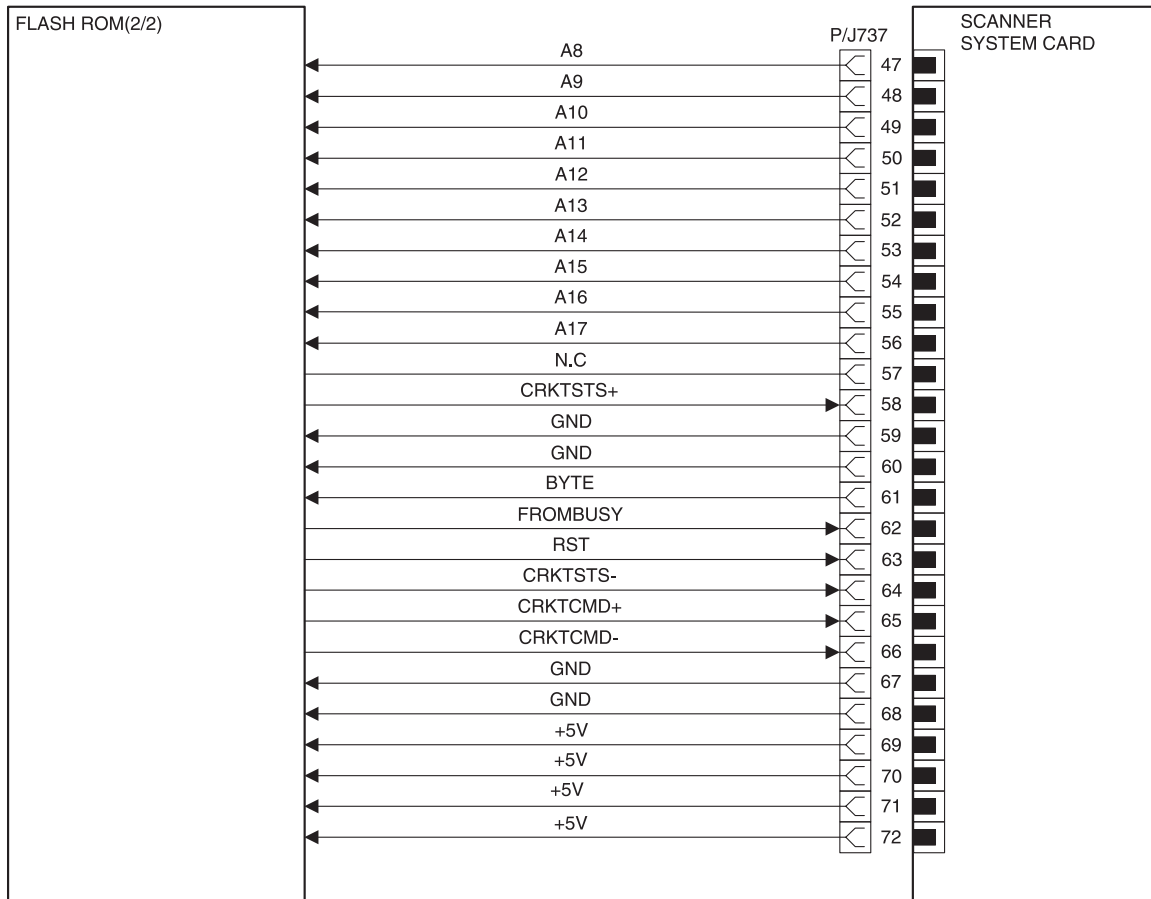 FLASH ROM(2/2)
SCANNER
SYSTEM CARD
P/J737
A8 47
A9 48
A10 49
A11 50
A12 51
A13 52
A14 53
A15 54
A16 55
A17 56
N.C 57
CRKTSTS+ 58
GND 59
GND 60
BYTE 61
FROMBUSY 62
RST 63
CRKTSTS- 64
CRKTCMD+ 65
CRKTCMD- 66
GND 67
GND 68
+5V 69
+5V 70
+5V 71
+5V 72